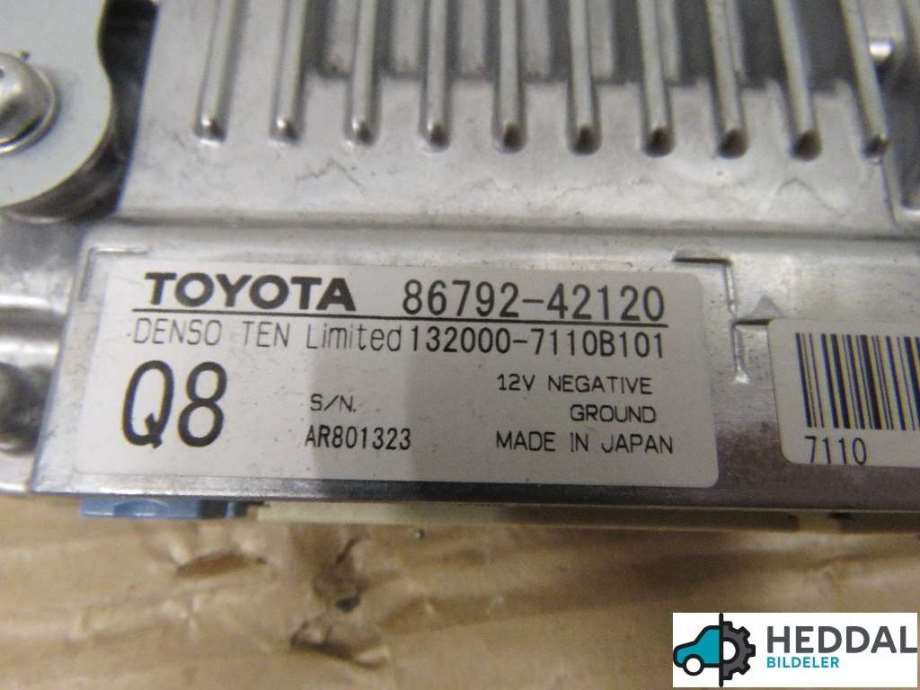 TOYOTA 86792-42120
DENSO TEN Limited 132000-7110B101
Q8 S/N. 12V NEGATIVE
GROUND
AR801323 MADE IN JAPAN
7110
HEDDAL
BILDELER